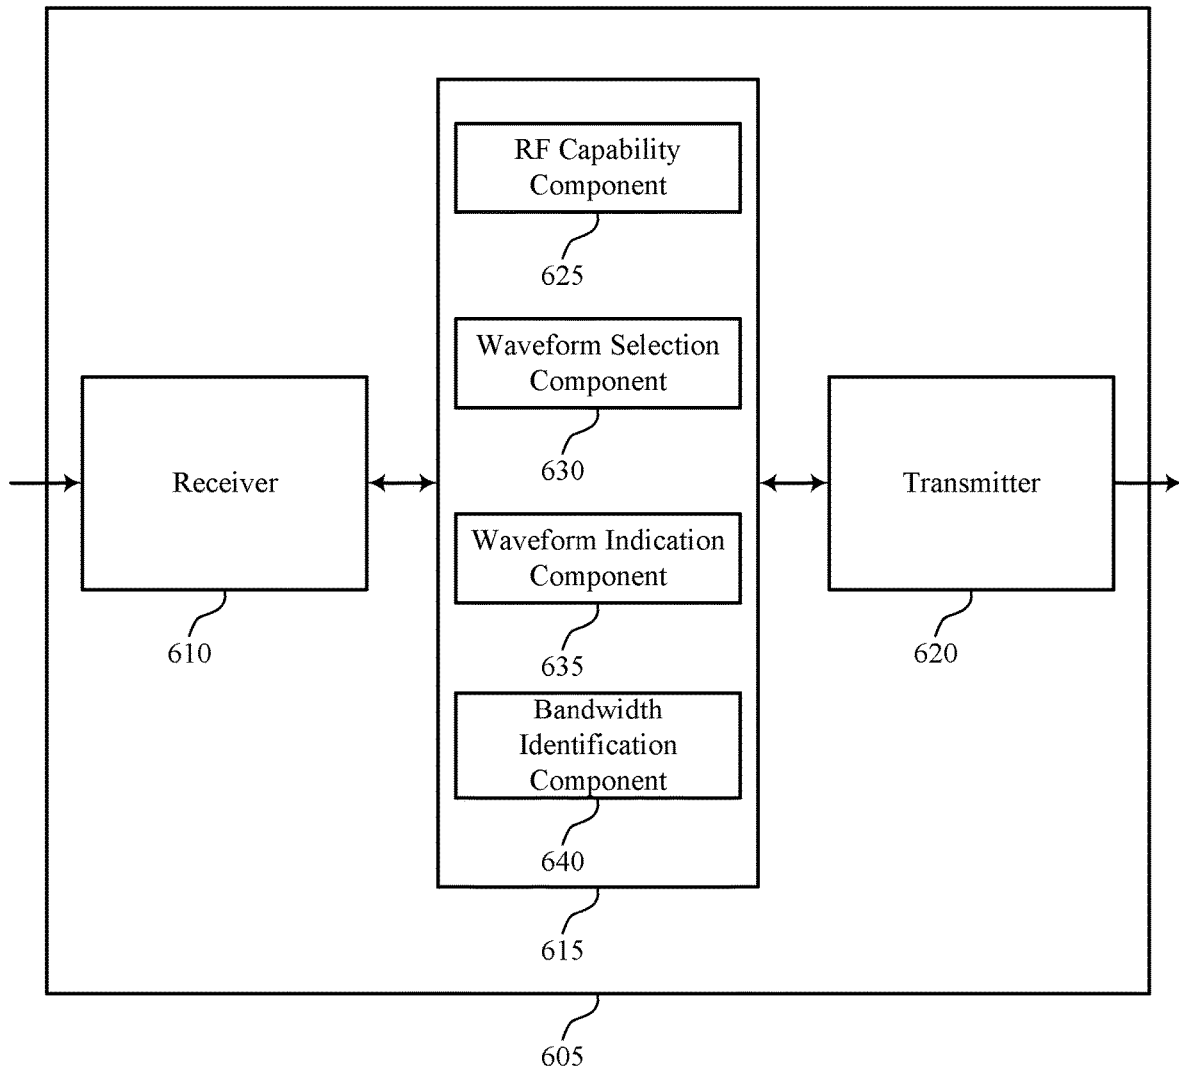 RF Capability
Component
625
Waveform Selection
Component
630
Receiver
610
Waveform Indication
Component
635
Transmitter
620
Bandwidth
Identification
Component
640
615
605